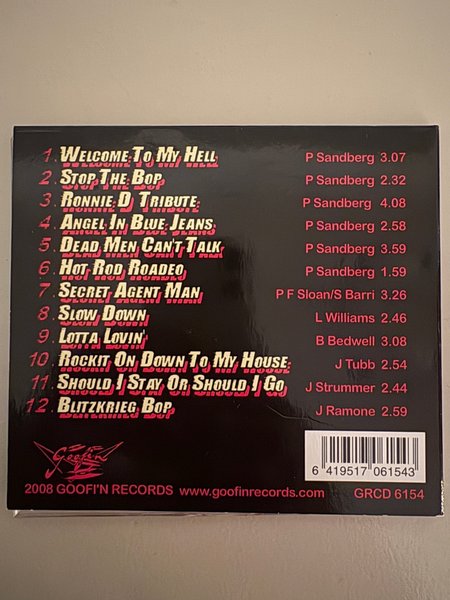 1. Welcome To My Hell P Sandberg 3.07
2. Stop The Bop P Sandberg 2.32
3. Ronnie D Tribute P Sandberg 4.08
4. Angel In Blue Jeans P Sandberg 2.58
5. Dead Men Can't Talk P Sandberg 3.59
6. Hot Rod Roadeo P Sandberg 1.59
7. Secret Agent Man P F Sloan/S Barri 3.26
8. Slow Down L Williams 2.46
9. Lotta Lovin' B Bedwell 3.08
10. Rockit On Down To My House J Tubb 2.54
11. Should I Stay Or Should I Go J Strummer 2.44
12. Blitzkrieg Bop J Ramone 2.59
Goofin'
6 419517 061543
2008 GOOFI'N RECORDS www.goofinrecords.com GRCD 6154